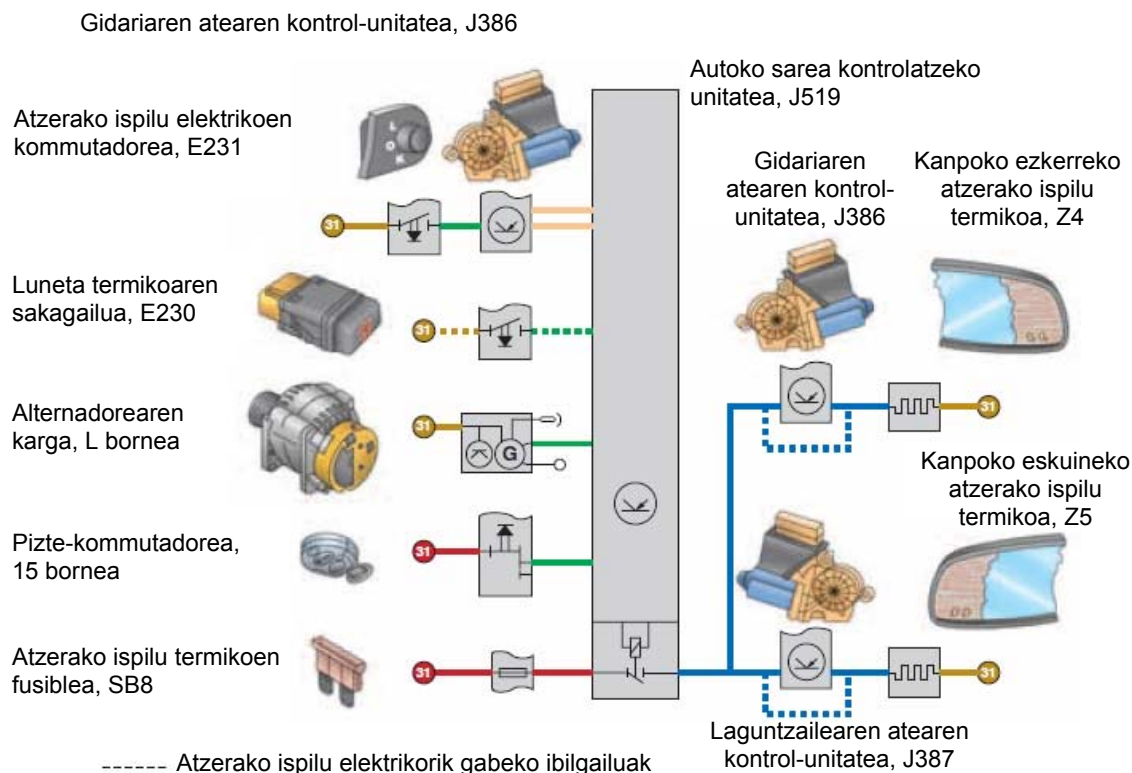 Gidariaren atearen kontrol-unitatea, J386
Autoko sarea kontrolatzeko
unitatea, J519
Atzerako ispilu elektrikoen
kommutadorea, E231
L
O
K
31
Gidariaren
atearen kontrol-
unitatea, J386
Kanpoko ezkerreko
atzerako ispilu
termikoa, Z4
Luneta termikoaren
sakagailua, E230
31
Alternadorearen
karga, L bornea
31
G
31
Kanpoko eskuineko
atzerako ispilu
termikoa, Z5
Pizte-kommutadorea,
15 bornea
31
Atzerako ispilu termikoen
fusiblea, SB8
31
31
Laguntzailearen atearen
kontrol-unitatea, J387
------ Atzerako ispilu elektrikorik gabeko ibilgailuak